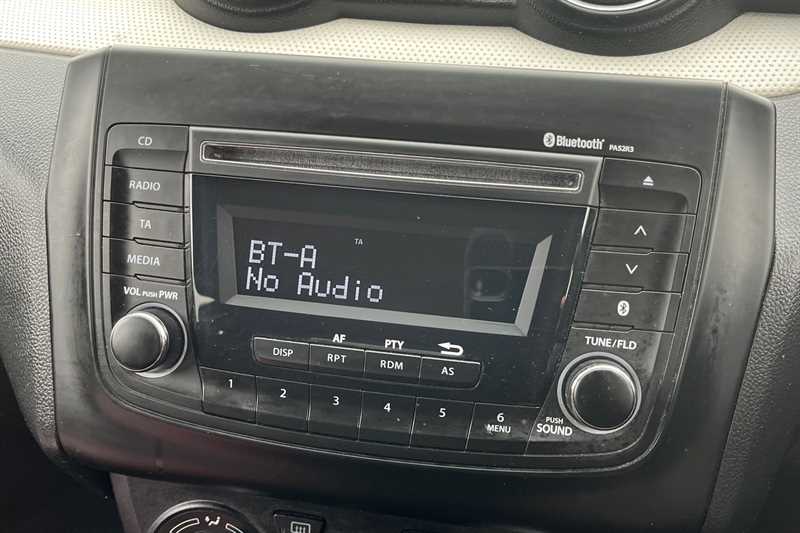 Bluetooth®
PA52R3
CD
RADIO
TA
MEDIA
VOL PUSH PWR
TA
BT-A
No Audio
DISP
AF
RPT
PTY
RDM
AS
1
2
3
4
5
6
MENU
TUNE/FLD
PUSH
SOUND